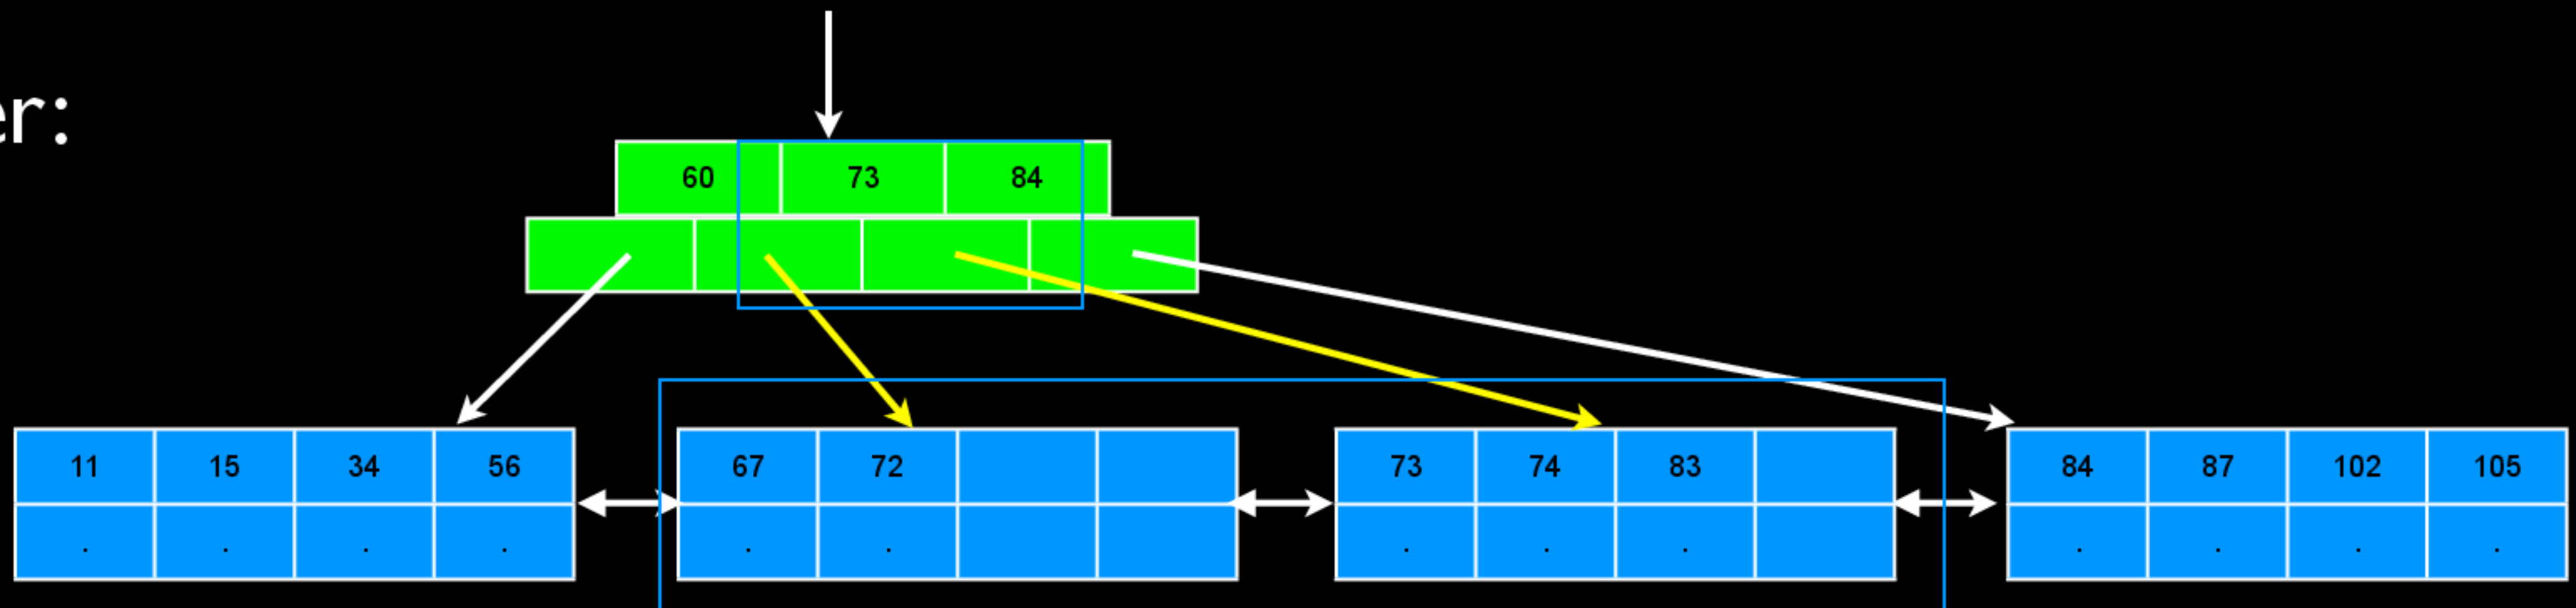 er:
60 73 84
11 15 34 56 67 72 73 74 83 84 87 102 105
. . . . . . . . . . . . .